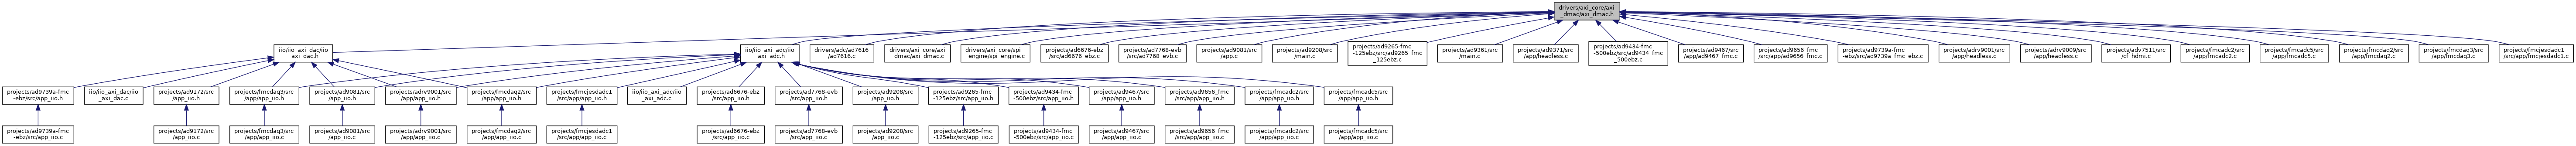 drivers/axi_core/axi
_dmac/axi_dmac.h
iio/iio_axi_dac/iio
_axi_dac.h
iio/iio_axi_adc/iio
_axi_adc.h
drivers/adc/ad7616
/ad7616.c
drivers/axi_core/axi
_dmac/axi_dmac.c
drivers/axi_core/spi
_engine/spi_engine.c
projects/ad6676-ebz
/src/ad6676_ebz.c
projects/ad7768-evb
/src/ad7768_evb.c
projects/ad9081/src
/app.c
projects/ad9208/src
/main.c
projects/ad9265-fmc
-125ebz/src/ad9265_fmc
_125ebz.c
projects/ad9361/src
/main.c
projects/ad9371/src
/app/headless.c
projects/ad9434-fmc
-500ebz/src/ad9434_fmc
_500ebz.c
projects/ad9467/src
/app/ad9467_fmc.c
projects/ad9656_fmc
/src/app/ad9656_fmc.c
projects/ad9739a-fmc
-ebz/src/ad9739a_fmc_ebz.c
projects/adrv9001/src
/app/headless.c
projects/adrv9009/src
/app/headless.c
projects/adv7511/src
/cf_hdmi.c
projects/fmcadc2/src
/app/fmcadc2.c
projects/fmcadc5/src
/app/fmcadc5.c
projects/fmcdaq2/src
/app/fmcdaq2.c
projects/fmcdaq3/src
/app/fmcdaq3.c
projects/fmcjesdadc1
/src/app/fmcjesdadc1.c
projects/ad9739a-fmc
-ebz/src/app_iio.h
iio/iio_axi_dac/iio
_axi_dac.c
projects/ad9172/src
/app_iio.h
projects/fmcdaq3/src
/app/app_iio.h
projects/ad9081/src
/app_iio.h
projects/adrv9001/src
/app/app_iio.h
projects/fmcdaq2/src
/app/app_iio.h
projects/fmcjesdadc1
/src/app/app_iio.h
iio/iio_axi_adc/iio
_axi_adc.c
projects/ad6676-ebz
/src/app_iio.h
projects/ad7768-evb
/src/app_iio.h
projects/ad9208/src
/app_iio.h
projects/ad9265-fmc
-125ebz/src/app_iio.h
projects/ad9434-fmc
-500ebz/src/app_iio.h
projects/ad9467/src
/app/app_iio.h
projects/ad9656_fmc
/src/app/app_iio.h
projects/fmcadc2/src
/app/app_iio.h
projects/fmcadc5/src
/app/app_iio.h
projects/ad9739a-fmc
-ebz/src/app_iio.c
projects/ad9172/src
/app_iio.c
projects/fmcdaq3/src
/app/app_iio.c
projects/ad9081/src
/app_iio.c
projects/adrv9001/src
/app/app_iio.c
projects/fmcdaq2/src
/app/app_iio.c
projects/fmcjesdadc1
/src/app/app_iio.c
projects/ad6676-ebz
/src/app_iio.c
projects/ad7768-evb
/src/app_iio.c
projects/ad9208/src
/app_iio.c
projects/ad9265-fmc
-125ebz/src/app_iio.c
projects/ad9434-fmc
-500ebz/src/app_iio.c
projects/ad9467/src
/app/app_iio.c
projects/ad9656_fmc
/src/app/app_iio.c
projects/fmcadc2/src
/app/app_iio.c
projects/fmcadc5/src
/app/app_iio.c